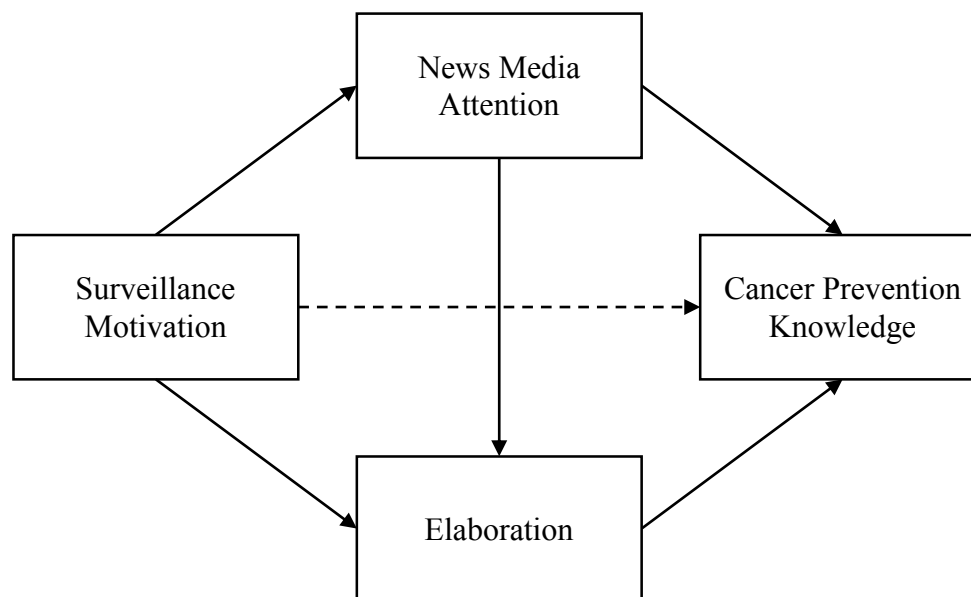 News Media
Attention
Surveillance
Motivation
Cancer Prevention
Knowledge
Elaboration